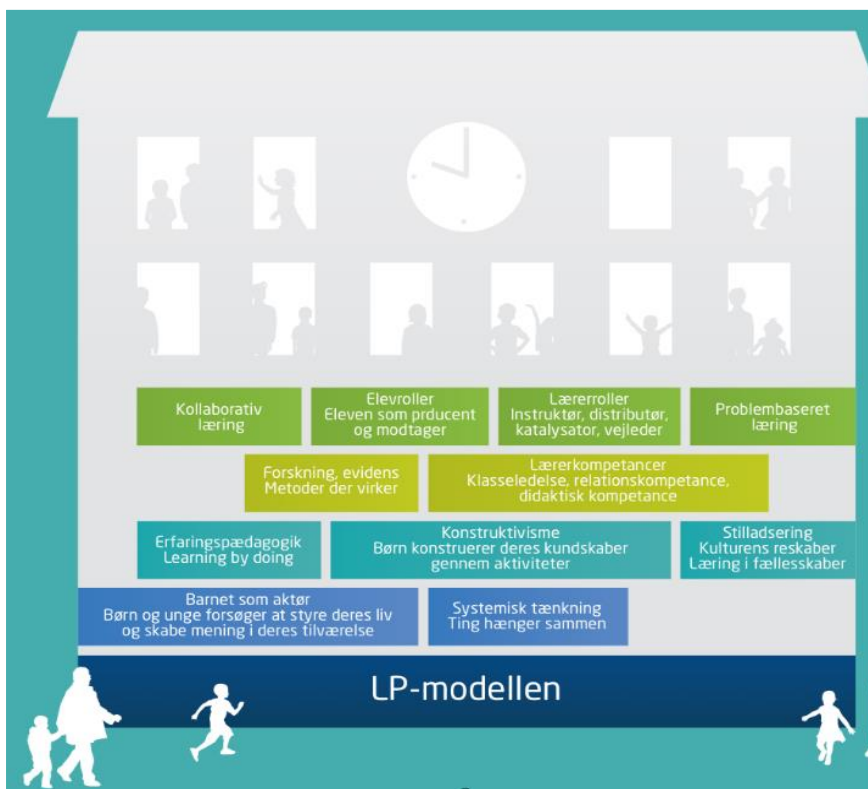 Kollaborativ
læring
Elevroller
Eleven som prducent
og modtager
Lærerroller
Instruktør, distributør,
katalysator, vejleder
Problembaseret
læring
Forskning, evidens
Metoder der virker
Lærerkompetancer
Klasseledelse, relationskompetance,
didaktisk kompetance
Erfaringspædagogik
Learning by doing
Konstruktivisme
Børn konstruerer deres kundskaber
gennem aktiviteter
Stilladsering
Kulturens reskaber
Læring i fællesskaber
Barnet som aktør
Børn og unge forsøger at styre deres liv
og skabe mening i deres tilværelse
Systemisk tænkning
Ting hænger sammen
LP-modellen